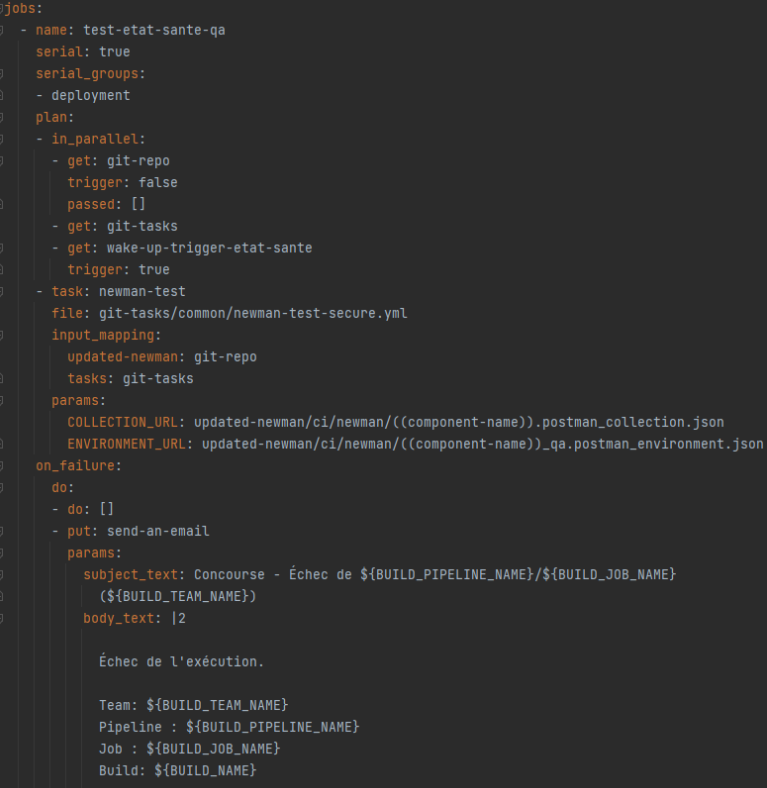 jobs:
  - name: test-etat-sante-qa
    serial: true
    serial_groups:
    - deployment
    plan:
    - in_parallel:
      - get: git-repo
        trigger: false
        passed: []
      - get: git-tasks
      - get: wake-up-trigger-etat-sante
        trigger: true
    - task: newman-test
      file: git-tasks/common/newman-test-secure.yml
      input_mapping:
        updated-newman: git-repo
        tasks: git-tasks
      params:
        COLLECTION_URL: updated-newman/ci/newman/((component-name)).postman_collection.json
        ENVIRONMENT_URL: updated-newman/ci/newman/((component-name))_qa.postman_environment.json
    on_failure:
      do:
      - do: []
      - put: send-an-email
        params:
          subject_text: Concourse - Échec de ${BUILD_PIPELINE_NAME}/${BUILD_JOB_NAME}
            (${BUILD_TEAM_NAME})
          body_text: |2

            Échec de l'exécution.

            Team: ${BUILD_TEAM_NAME}
            Pipeline : ${BUILD_PIPELINE_NAME}
            Job : ${BUILD_JOB_NAME}
            Build: ${BUILD_NAME}